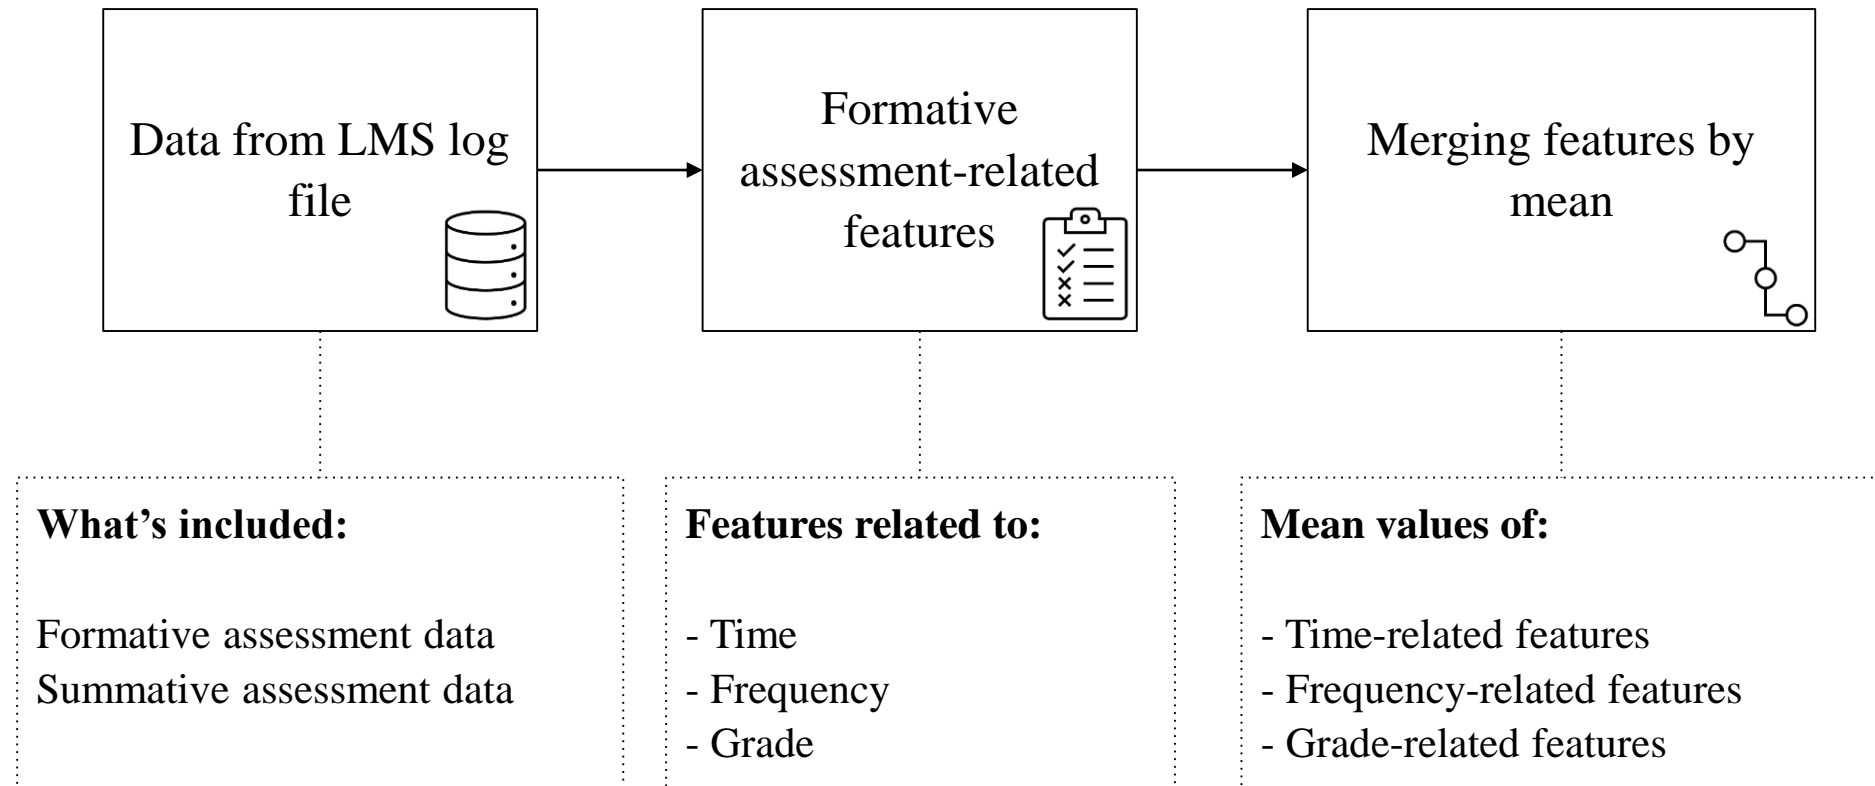 Data from LMS log
file
Formative
assessment-related
features
Merging features by
mean
What’s included:
Formative assessment data
Summative assessment data
Features related to:
- Time
- Frequency
- Grade
Mean values of:
- Time-related features
- Frequency-related features
- Grade-related features